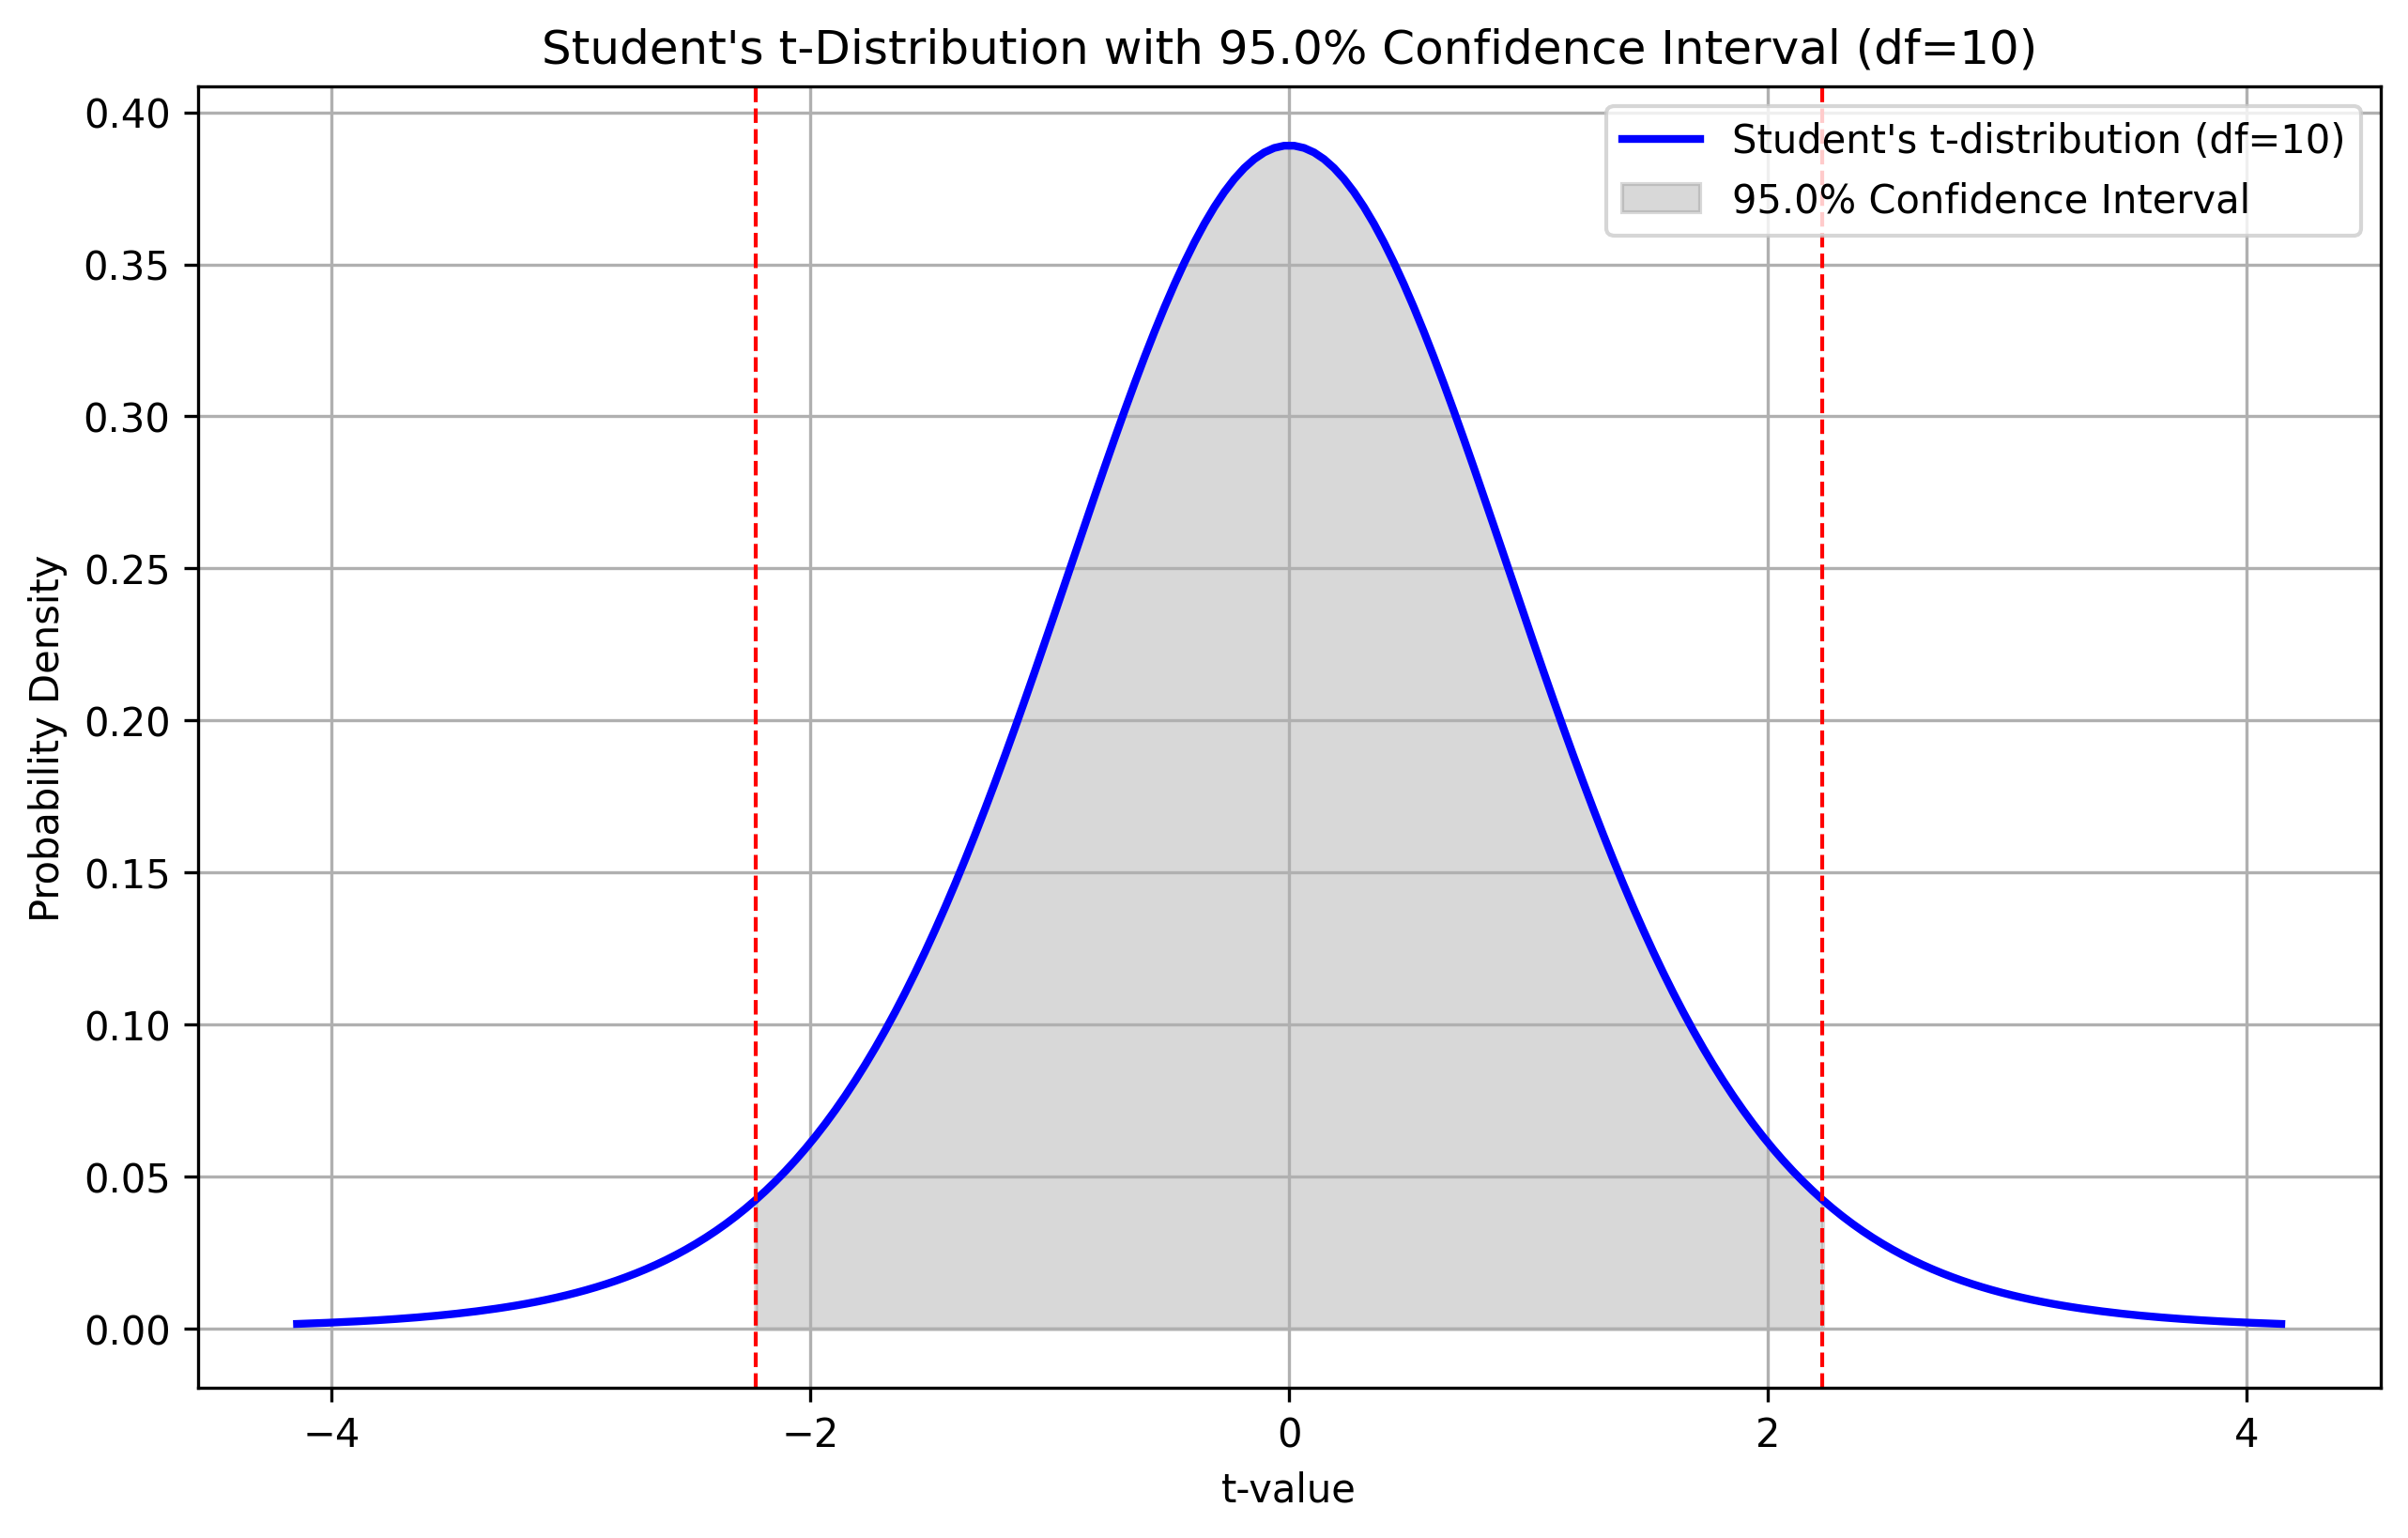 Student's t-Distribution with 95.0% Confidence Interval (df=10)
Student's t-distribution (df=10)
95.0% Confidence Interval
Probability Density
0.40
0.35
0.30
0.25
0.20
0.15
0.10
0.05
0.00
−4 −2 0 2 4
t-value